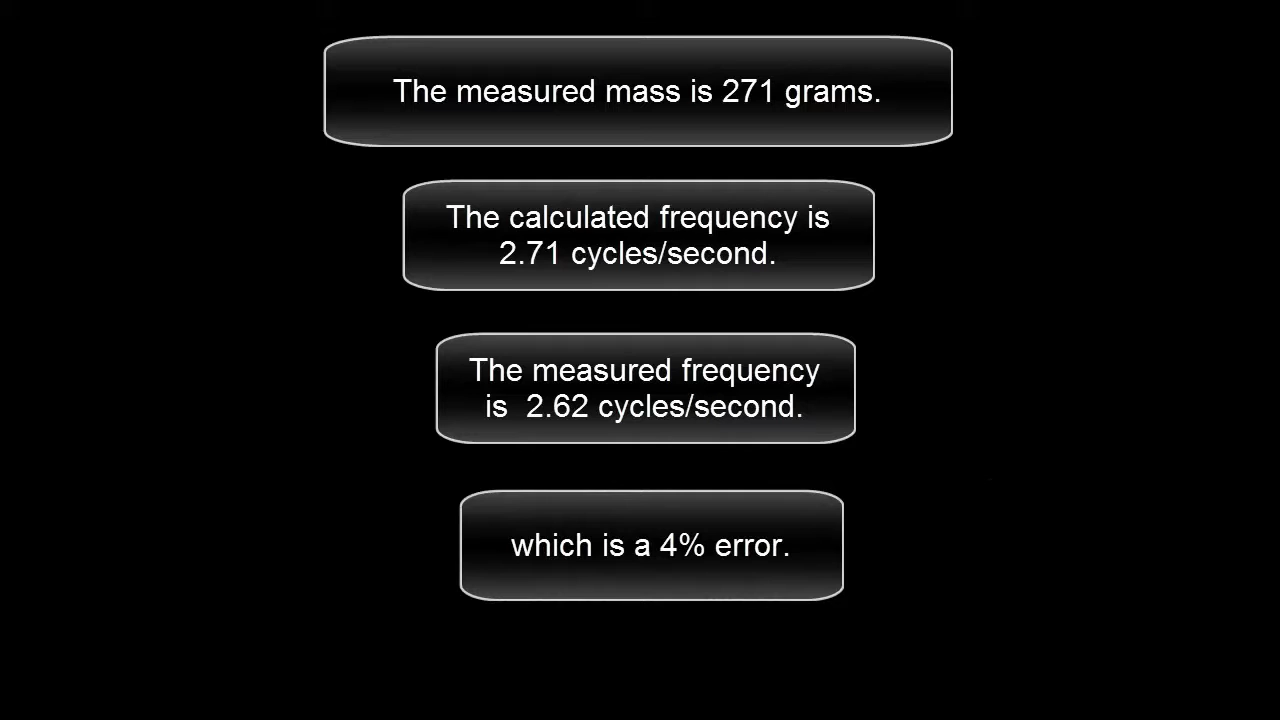 The measured mass is 271 grams.
The calculated frequency is
2.71 cycles/second.
The measured frequency
is  2.62 cycles/second.
which is a 4% error.